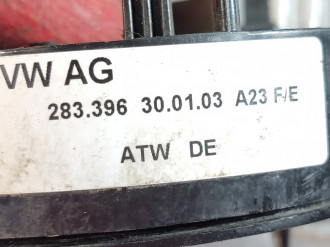 VW AG
283.396 30.01.03 A23 F/E
ATW DE